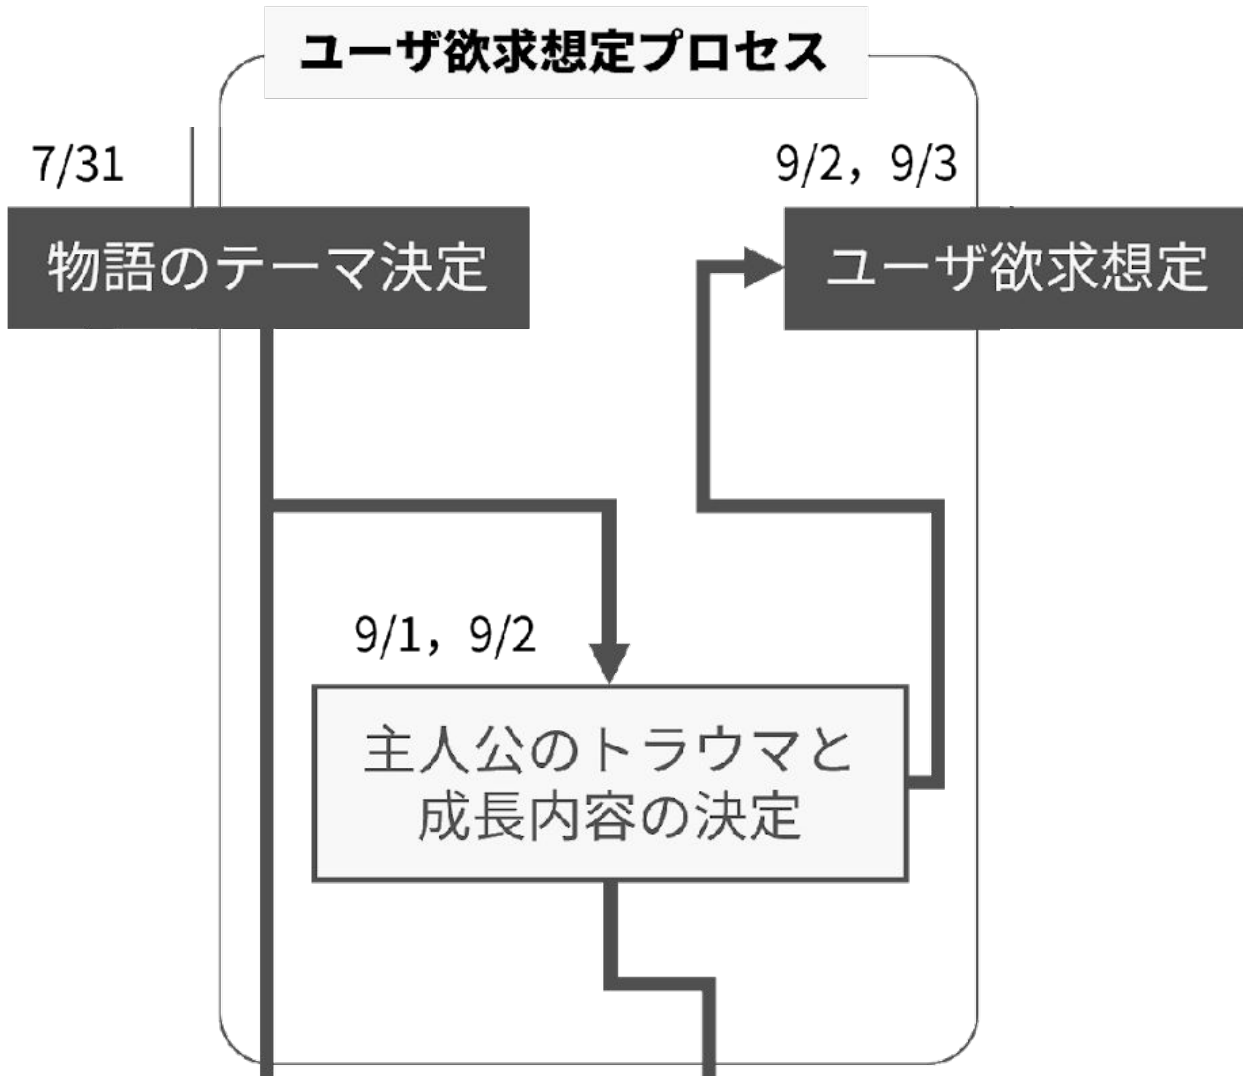 ユーザ欲求想定プロセス
7/31
9/2，9/3
物語のテーマ決定
ユーザ欲求想定
9/1，9/2
主人公のトラウマと
成長内容の決定